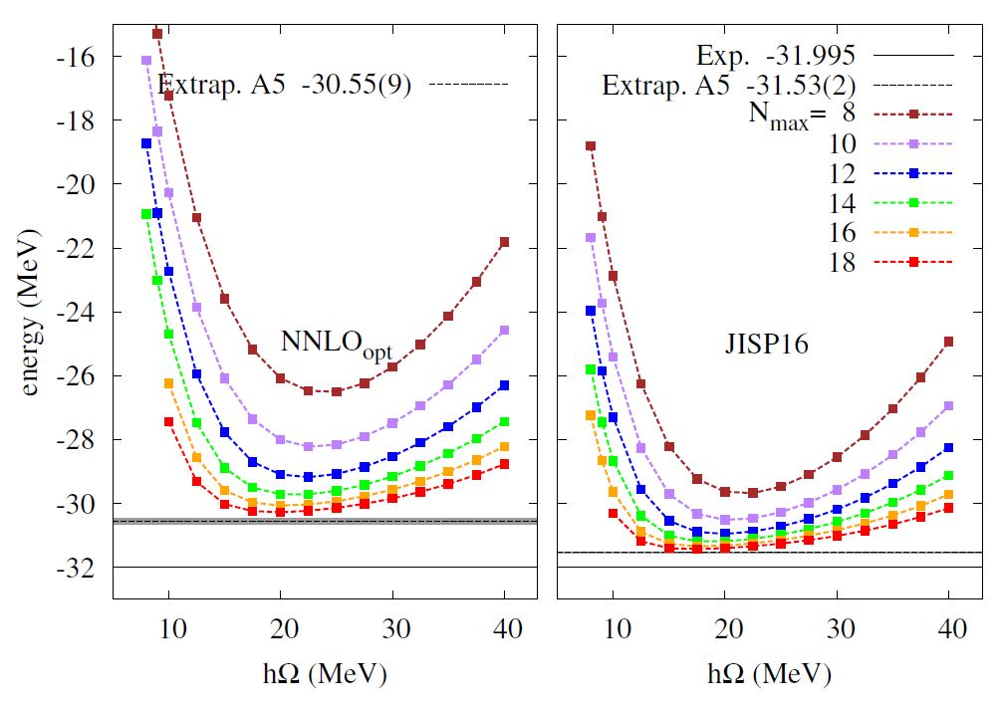 energy (MeV)
-16
-18
-20
-22
-24
-26
-28
-30
-32
Extrap. A5 -30.55(9)
NNLOopt
10 20 30 40
hΩ (MeV)
Exp. -31.995
Extrap. A5 -31.53(2)
Nmax= 8
10
12
14
16
18
JISP16
10 20 30 40
hΩ (MeV)